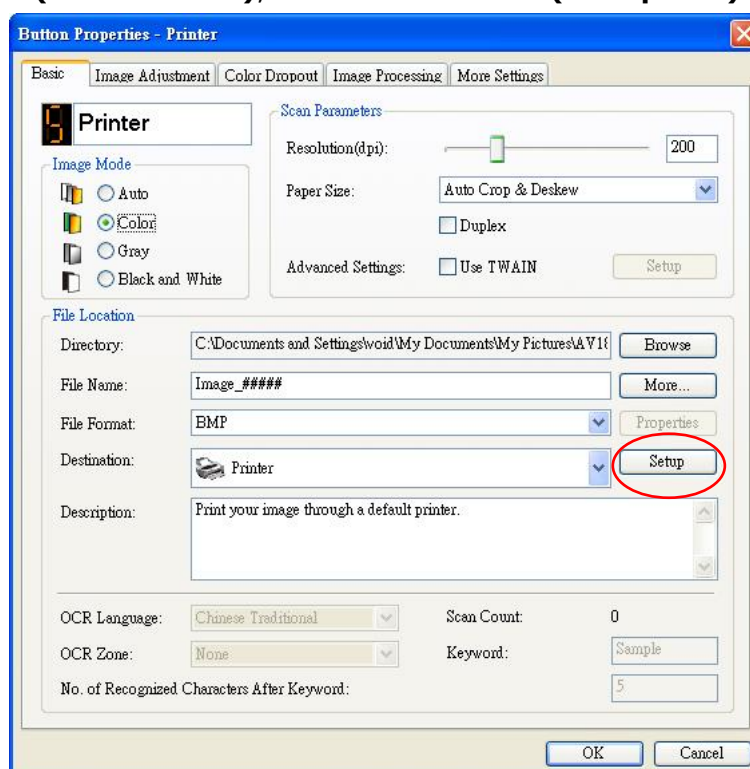 Button Properties - Printer
Basic Image Adjustment Color Dropout Image Processing More Settings
5 Printer
Scan Parameters
Resolution(dpi): 200
Image Mode
Auto
Paper Size: Auto Crop & Deskew
Color
Duplex
Gray
Black and White
Advanced Settings: Use TWAIN Setup
File Location
Directory: C:\Documents and Settings\void\My Documents\My Pictures\AV18 Browse
File Name: Image_##### More...
File Format: BMP Properties
Destination: Printer Setup
Description: Print your image through a default printer.
OCR Language: Chinese Traditional Scan Count: 0
OCR Zone: None Keyword: Sample
No. of Recognized Characters After Keyword: 5
OK Cancel